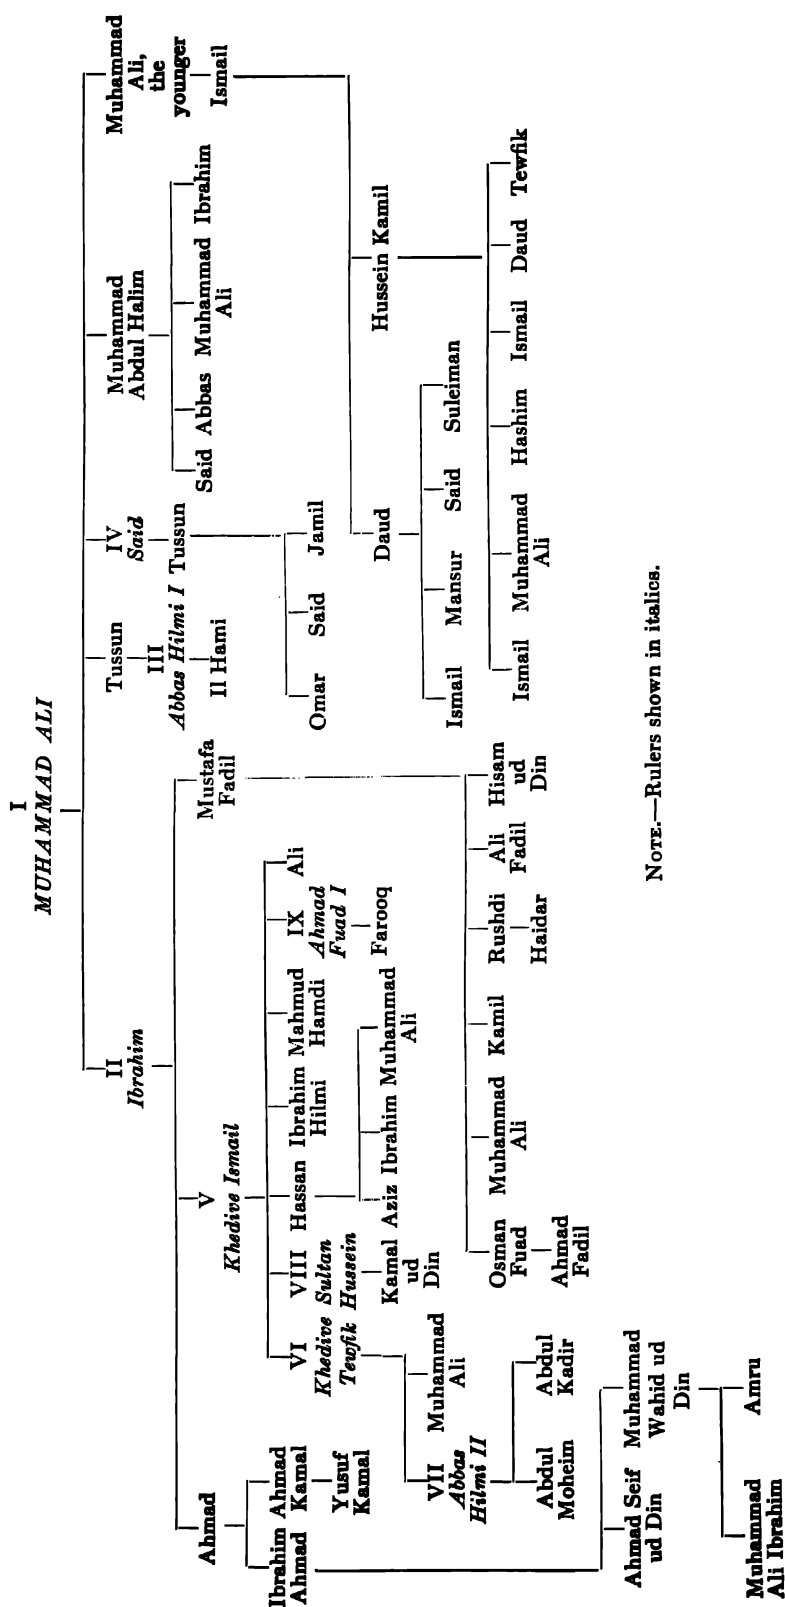 I
MUHAMMAD ALI
II
Ibrahim
Tussun
III
Abbas Hilmi I
II Hami
IV
Said
Tussun
Muhammad
Abdul Halim
Muhammad
Ali,
the
younger
Ismail
Said Abbas Muhammad Ibrahim
Ali
Omar Said Jamil
Ahmad
V
Khedive Ismail
Mustafa
Fadil
Ibrahim Ahmad
Ahmad Kamal
Yusuf
Kamal
VI
Khedive
Tewfik
VIII
Sultan
Hussein
Kamal
ud
Din
Hassan
Ibrahim
Hilmi
Mahmud
Hamdi
IX
Ahmad
Fuad I
Farooq
Ali
Aziz Ibrahim Muhammad
Ali
Daud
Hussein Kamil
VII
Abbas
Hilmi II
Muhammad
Ali
Ismail Mansur Said Suleiman
Osman
Fuad
Ahmad
Fadil
Muhammad
Ali
Kamil
Rushdi
Haidar
Ali
Fadil
Hisam
ud
Din
Ismail Muhammad Hashim Ismail Daud Tewfik
Ali
Abdul
Moheim
Abdul
Kadir
Ahmad Seif
ud Din
Muhammad
Wahid ud
Din
Muhammad
Ali Ibrahim
Amru
NOTE.—Rulers shown in italics.